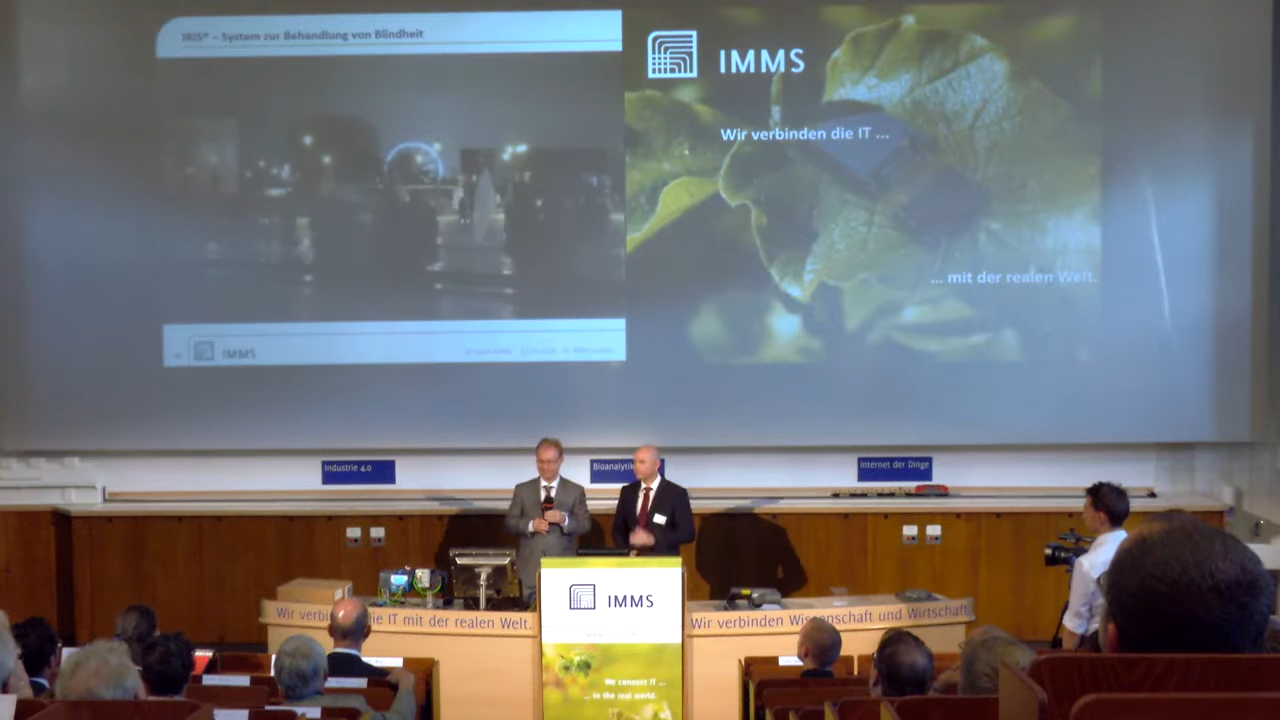 IRIS® – System zur Behandlung von Blindheit
IMMS
Wir verbinden die IT ...
... mit der realen Welt.
IMMS
Industrie 4.0
Bioanalytik
Internet der Dinge
Wir verbi
ie IT mit der realen Welt.
IMMS
Wir verbinden Wissenschaft und Wirtschaft
We connect IT ...
... to the real world.